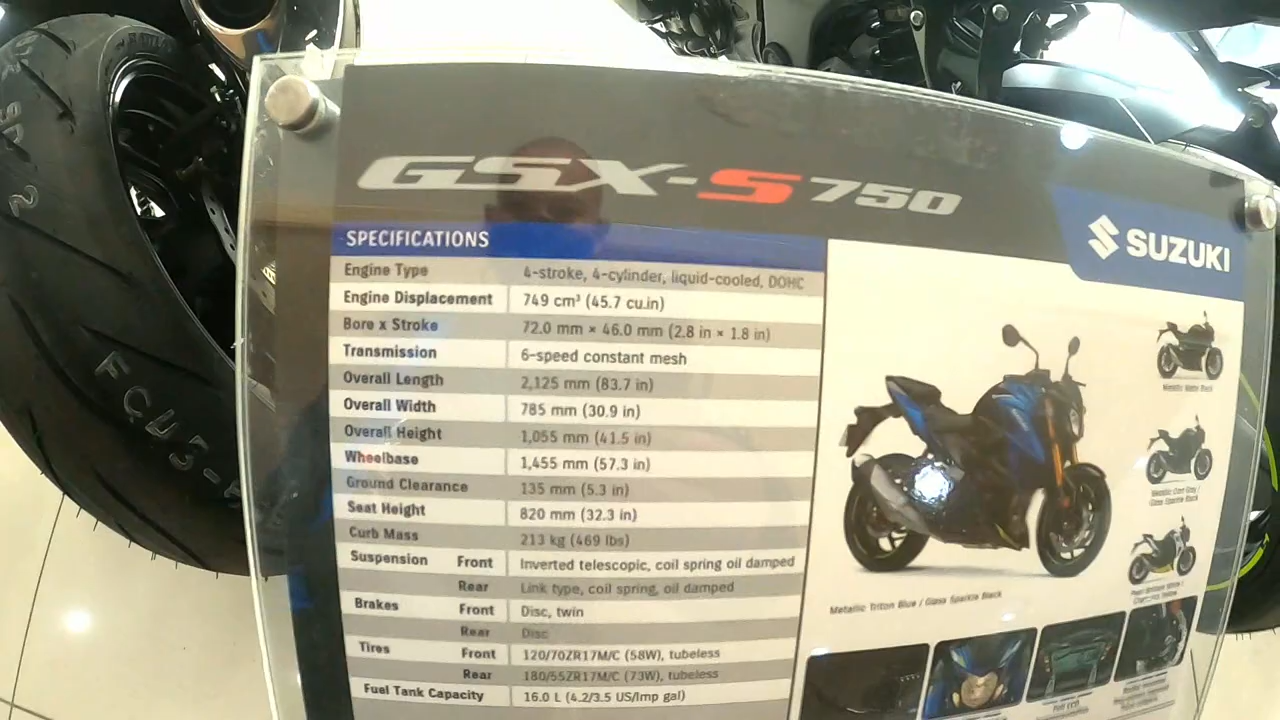 GSX-S750
SUZUKI
SPECIFICATIONS
Engine Type 4-stroke, 4-cylinder, liquid-cooled, DOHC
Engine Displacement 749 cm³ (45.7 cu.in)
Bore x Stroke 72.0 mm × 46.0 mm (2.8 in × 1.8 in)
Transmission 6-speed constant mesh
Overall Length 2,125 mm (83.7 in)
Overall Width 785 mm (30.9 in)
Overall Height 1,055 mm (41.5 in)
Wheelbase 1,455 mm (57.3 in)
Ground Clearance 135 mm (5.3 in)
Seat Height 820 mm (32.3 in)
Curb Mass 213 kg (469 lbs)
Suspension Front Inverted telescopic, coil spring oil damped
Rear Link type, coil spring, oil damped
Brakes Front Disc, twin
Rear Disc
Tires Front 120/70ZR17M/C (58W), tubeless
Rear 180/55ZR17M/C (73W), tubeless
Fuel Tank Capacity 16.0 L (4.2/3.5 US/Imp gal)
Metallic Triton Blue / Glass Sparkle Black
Glass Sparkle Black